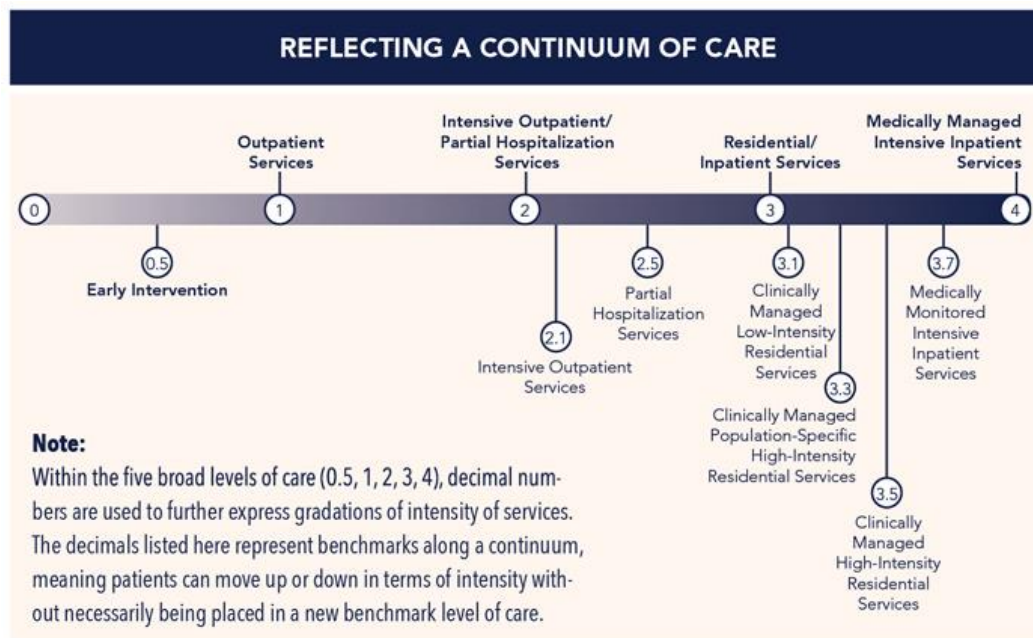 REFLECTING A CONTINUUM OF CARE
Outpatient
Services
Intensive Outpatient/
Partial Hospitalization
Services
Residential/
Inpatient Services
Medically Managed
Intensive Inpatient
Services
0
1
2
3
4
0.5
Early Intervention
2.1
Intensive Outpatient
Services
2.5
Partial
Hospitalization
Services
3.1
Clinically
Managed
Low-Intensity
Residential
Services
3.3
Clinically Managed
Population-Specific
High-Intensity
Residential Services
3.5
Clinically
Managed
High-Intensity
Residential
Services
3.7
Medically
Monitored
Intensive
Inpatient
Services
Note:
Within the five broad levels of care (0.5, 1, 2, 3, 4), decimal num-
bers are used to further express gradations of intensity of services.
The decimals listed here represent benchmarks along a continuum,
meaning patients can move up or down in terms of intensity with-
out necessarily being placed in a new benchmark level of care.